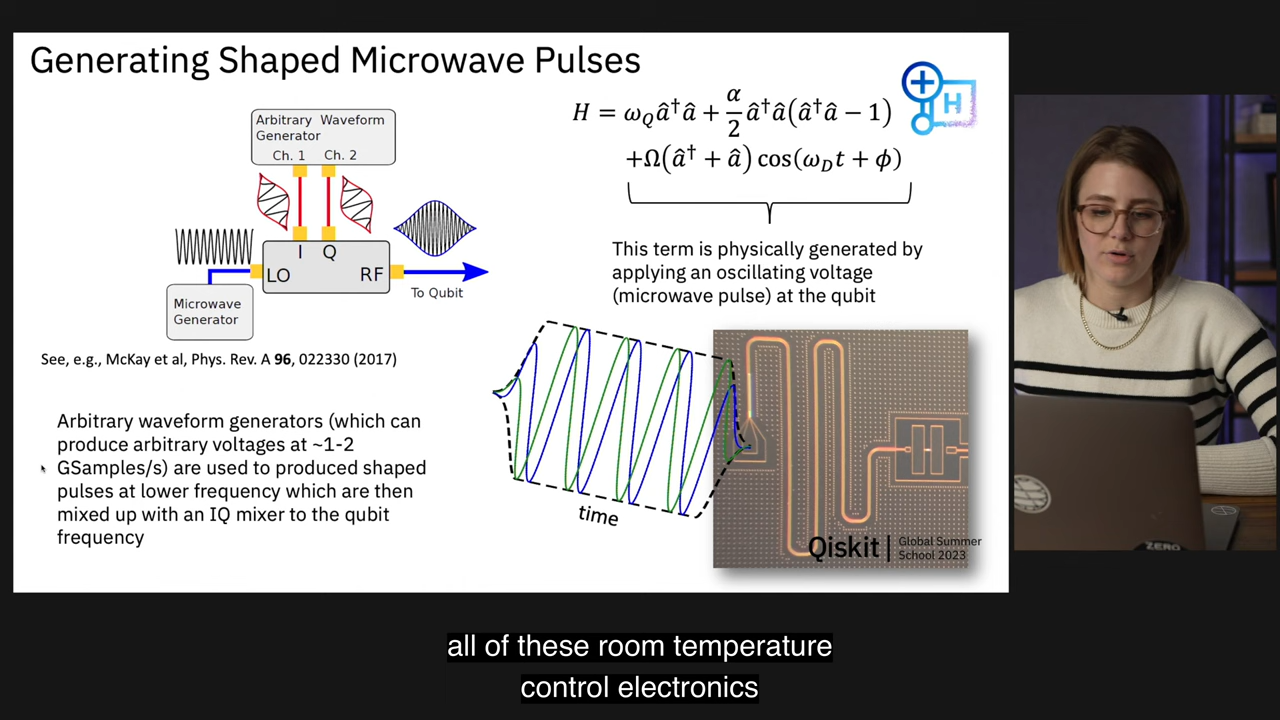 Generating Shaped Microwave Pulses
Arbitrary Waveform
Generator
Ch. 1 Ch. 2
I Q
LO RF
To Qubit
Microwave
Generator
See, e.g., McKay et al, Phys. Rev. A 96, 022330 (2017)
Arbitrary waveform generators (which can
produce arbitrary voltages at ~1-2
GSamples/s) are used to produced shaped
pulses at lower frequency which are then
mixed up with an IQ mixer to the qubit
frequency
H = ω_Q â†â + α/2 â†â(â†â − 1)
+Ω(â† + â) cos(ω_D t + ϕ)
H
This term is physically generated by
applying an oscillating voltage
(microwave pulse) at the qubit
time
Qiskit | Global Summer
School 2023
ZERO
all of these room temperature
control electronics